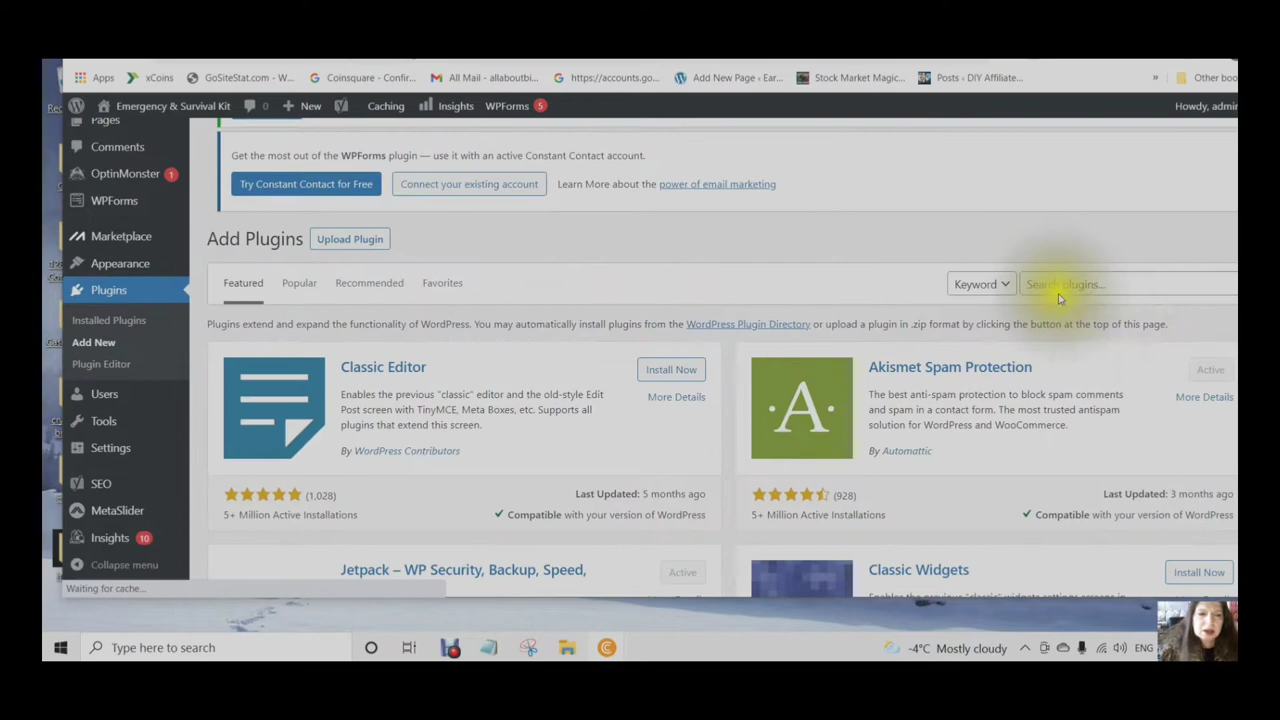 Apps xCoins GoSiteStat.com - W... Coinsquare - Confir... All Mail - allaboutbi... https://accounts.go... Add New Page ‹ Ear... Stock Market Magic... Posts ‹ DIY Affiliate... » Other boo
Emergency & Survival Kit 0 New Caching Insights WPForms 5 Howdy, admin
Pages
Comments
OptinMonster 1
WPForms
Marketplace
Appearance
Plugins
Installed Plugins
Add New
Plugin Editor
Users
Tools
Settings
SEO
MetaSlider
Insights 10
Collapse menu
Waiting for cache...
Get the most out of the WPForms plugin — use it with an active Constant Contact account.
Try Constant Contact for Free Connect your existing account Learn More about the power of email marketing
Add Plugins Upload Plugin
Featured Popular Recommended Favorites Keyword Search plugins...
Plugins extend and expand the functionality of WordPress. You may automatically install plugins from the WordPress Plugin Directory or upload a plugin in .zip format by clicking the button at the top of this page.
Classic Editor Install Now
More Details
Enables the previous "classic" editor and the old-style Edit
Post screen with TinyMCE, Meta Boxes, etc. Supports all
plugins that extend this screen.
By WordPress Contributors
(1,028) Last Updated: 5 months ago
5+ Million Active Installations Compatible with your version of WordPress
Akismet Spam Protection Active
More Details
The best anti-spam protection to block spam comments
and spam in a contact form. The most trusted antispam
solution for WordPress and WooCommerce.
By Automattic
A
(928) Last Updated: 3 months ago
5+ Million Active Installations Compatible with your version of WordPress
Jetpack – WP Security, Backup, Speed, Active
Classic Widgets Install Now
Type here to search -4°C Mostly cloudy ENG